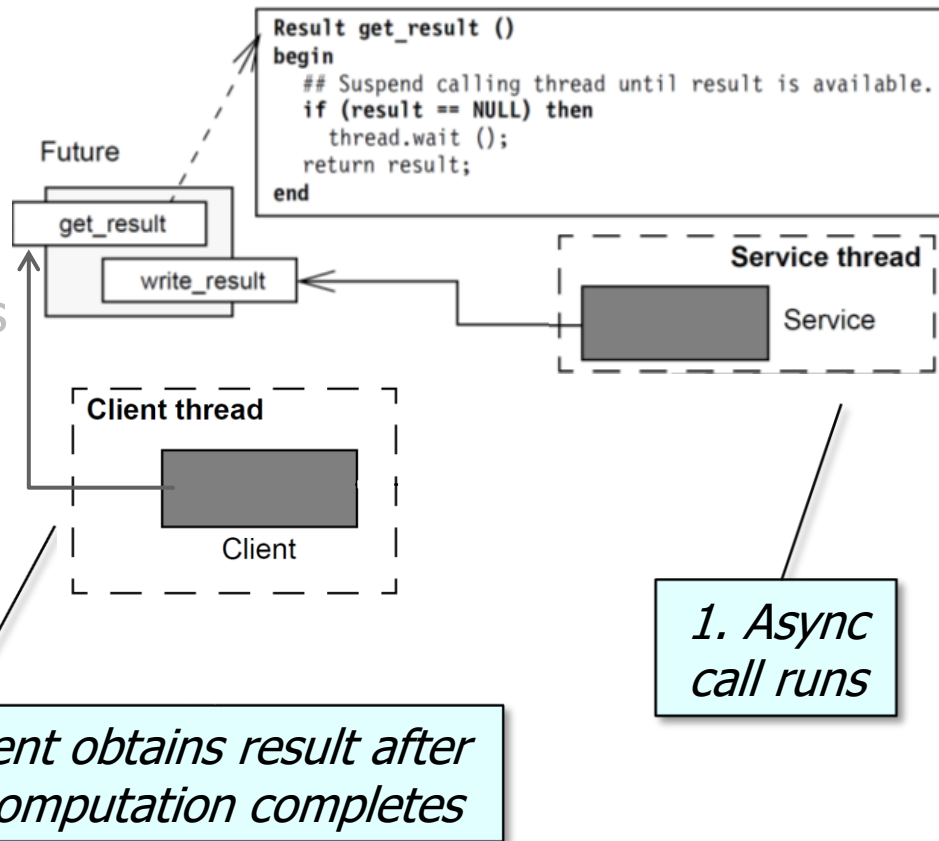 Result get_result ()
begin
## Suspend calling thread until result is available.
if (result == NULL) then
thread.wait ();
return result;
end
Future
get_result
write_result
Service thread
Service
s
Client thread
Client
1. Async
call runs
ent obtains result after
omputation completes